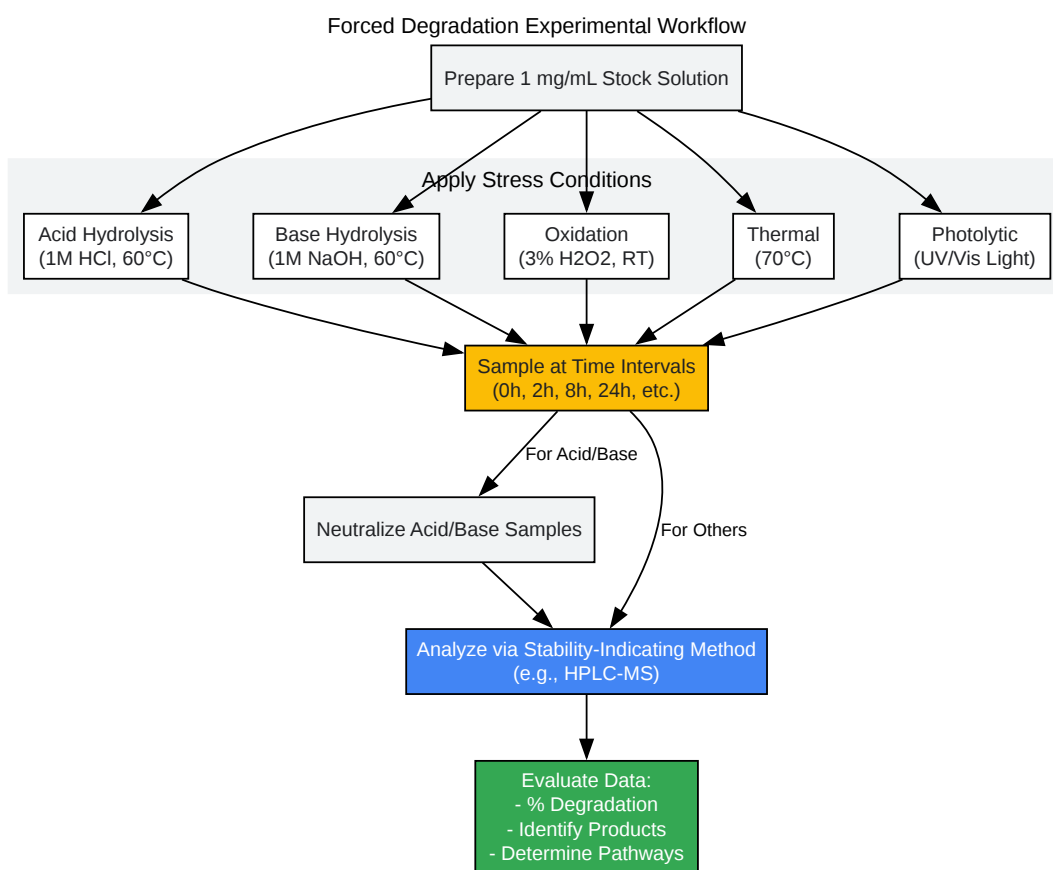 Forced Degradation Experimental Workflow
Prepare 1 mg/mL Stock Solution
Apply Stress Conditions
Acid Hydrolysis
(1M HCl, 60°C)
Base Hydrolysis
(1M NaOH, 60°C)
Oxidation
(3% H2O2, RT)
Thermal
(70°C)
Photolytic
(UV/Vis Light)
Sample at Time Intervals
(0h, 2h, 8h, 24h, etc.)
For Acid/Base
Neutralize Acid/Base Samples
For Others
Analyze via Stability-Indicating Method
(e.g., HPLC-MS)
Evaluate Data:
- % Degradation
- Identify Products
- Determine Pathways